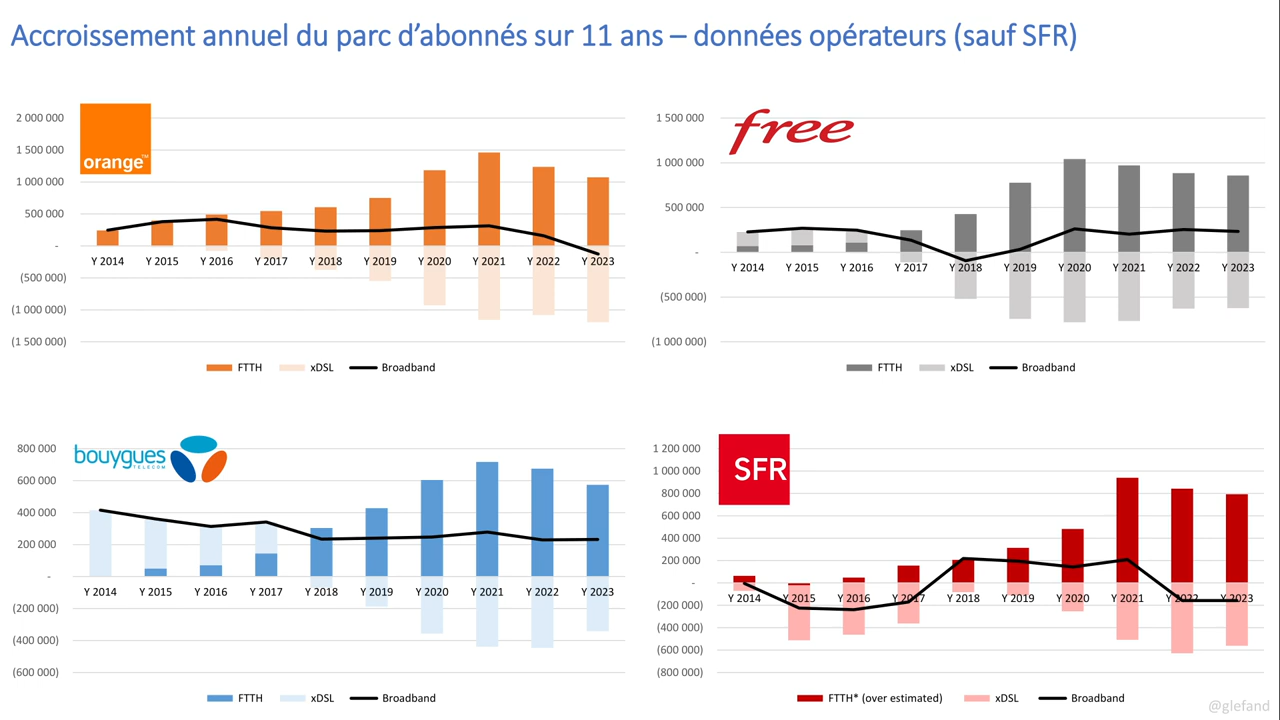 Accroissement annuel du parc d’abonnés sur 11 ans – données opérateurs (sauf SFR)
orange™
2 000 000
1 500 000
1 000 000
500 000
-
(500 000)
(1 000 000)
(1 500 000)
Y 2014 Y 2015 Y 2016 Y 2017 Y 2018 Y 2019 Y 2020 Y 2021 Y 2022 Y 2023
FTTH xDSL Broadband
free
1 500 000
1 000 000
500 000
-
(500 000)
(1 000 000)
Y 2014 Y 2015 Y 2016 Y 2017 Y 2018 Y 2019 Y 2020 Y 2021 Y 2022 Y 2023
FTTH xDSL Broadband
bouygues
TELECOM
800 000
600 000
400 000
200 000
-
(200 000)
(400 000)
(600 000)
Y 2014 Y 2015 Y 2016 Y 2017 Y 2018 Y 2019 Y 2020 Y 2021 Y 2022 Y 2023
FTTH xDSL Broadband
SFR
1 200 000
1 000 000
800 000
600 000
400 000
200 000
-
(200 000)
(400 000)
(600 000)
(800 000)
Y 2014 Y 2015 Y 2016 Y 2017 Y 2018 Y 2019 Y 2020 Y 2021 Y 2022 Y 2023
FTTH* (over estimated) xDSL Broadband
@glefand